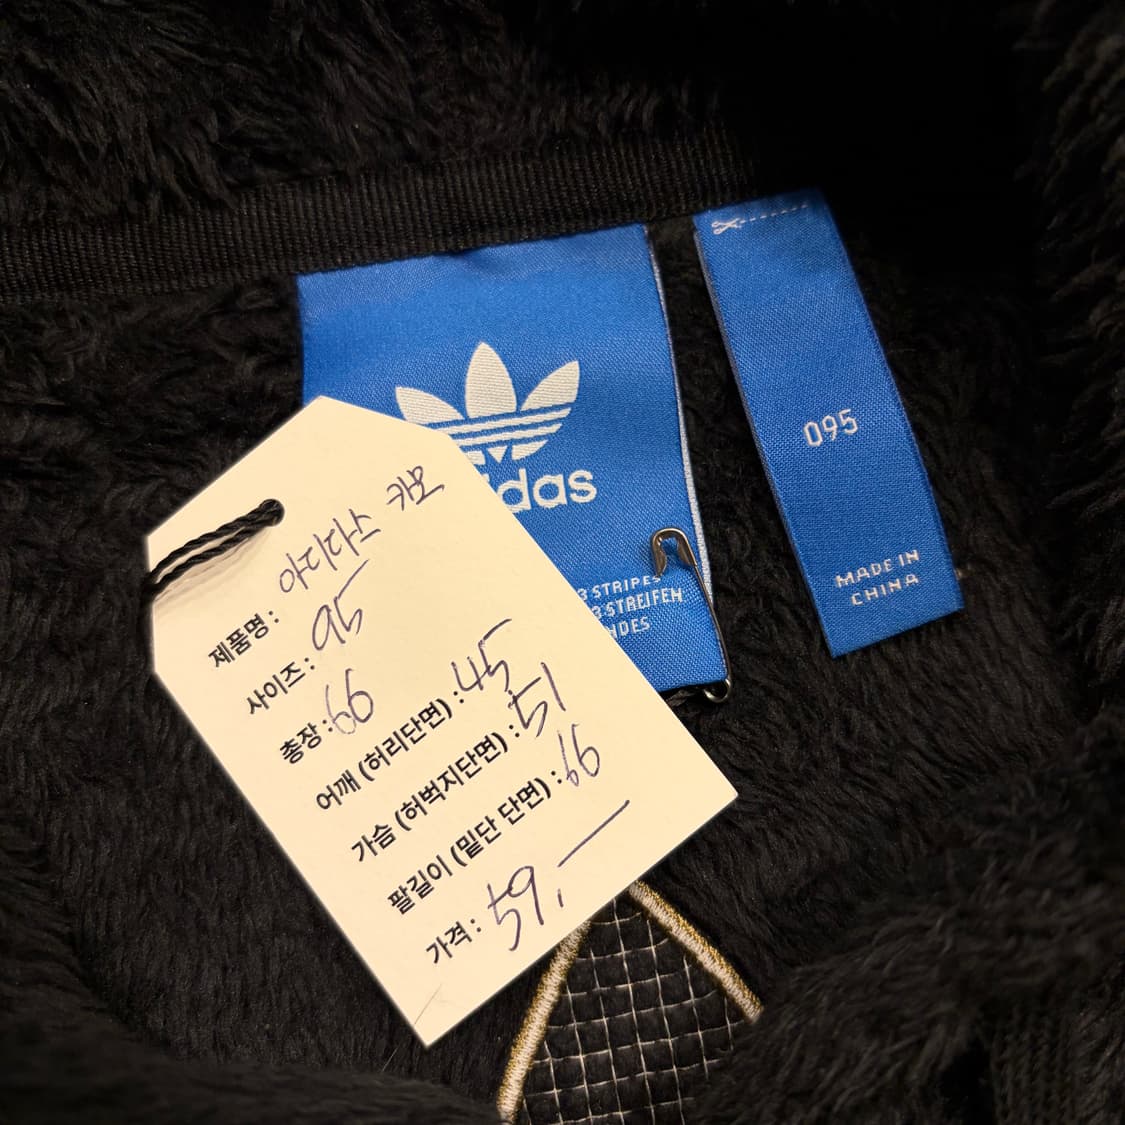 제품명 : 아디다스 카모
사이즈 : 95
총장 : 66
어깨 (허리단면) : 45
가슴 (허벅지단면) : 51
팔길이 (밑단 단면) : 66
가격 : 59,—
das
3 STRIPES
3 STREIFEN
095
MADE IN
CHINA